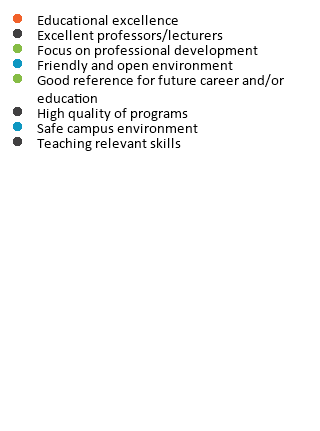 Educational excellence
Excellent professors/lecturers
Focus on professional development
Friendly and open environment
Good reference for future career and/or
education
High quality of programs
Safe campus environment
Teaching relevant skills